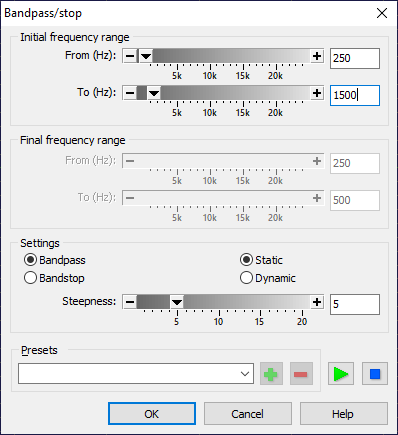 Bandpass/stop
Initial frequency range
From (Hz): 250
5k 10k 15k 20k
To (Hz): 1500
5k 10k 15k 20k
Final frequency range
From (Hz): 250
5k 10k 15k 20k
To (Hz): 500
5k 10k 15k 20k
Settings
Bandpass Static
Bandstop Dynamic
Steepness: 5
5 10 15 20
Presets
OK Cancel Help